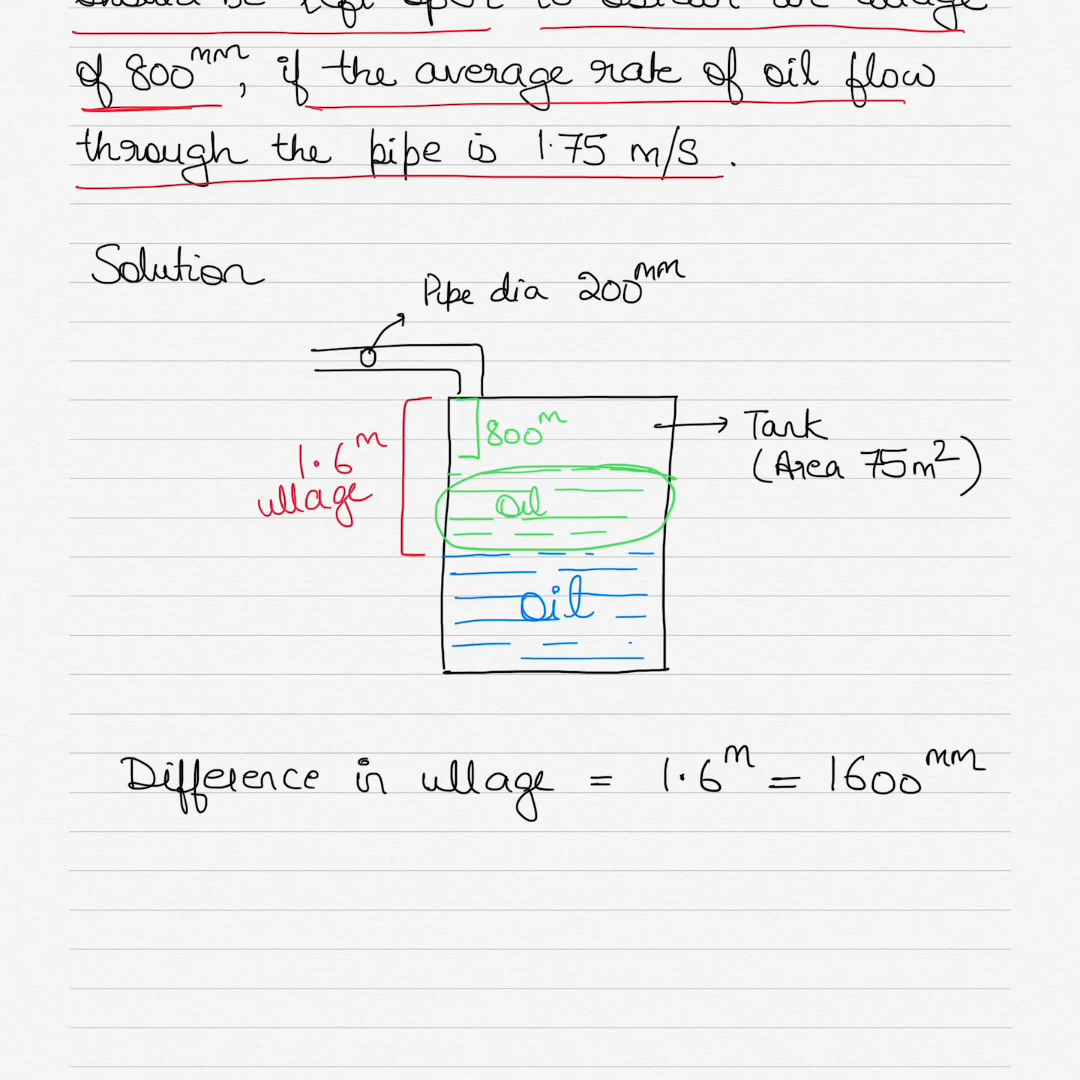 of 800mm, if the average rate of oil flow
through the pipe is 1.75 m/s.
Solution
Pipe dia 200mm
800m
1.6m
ullage
Tank
(Area 75m²)
oil
oil
Difference in ullage = 1.6m = 1600mm